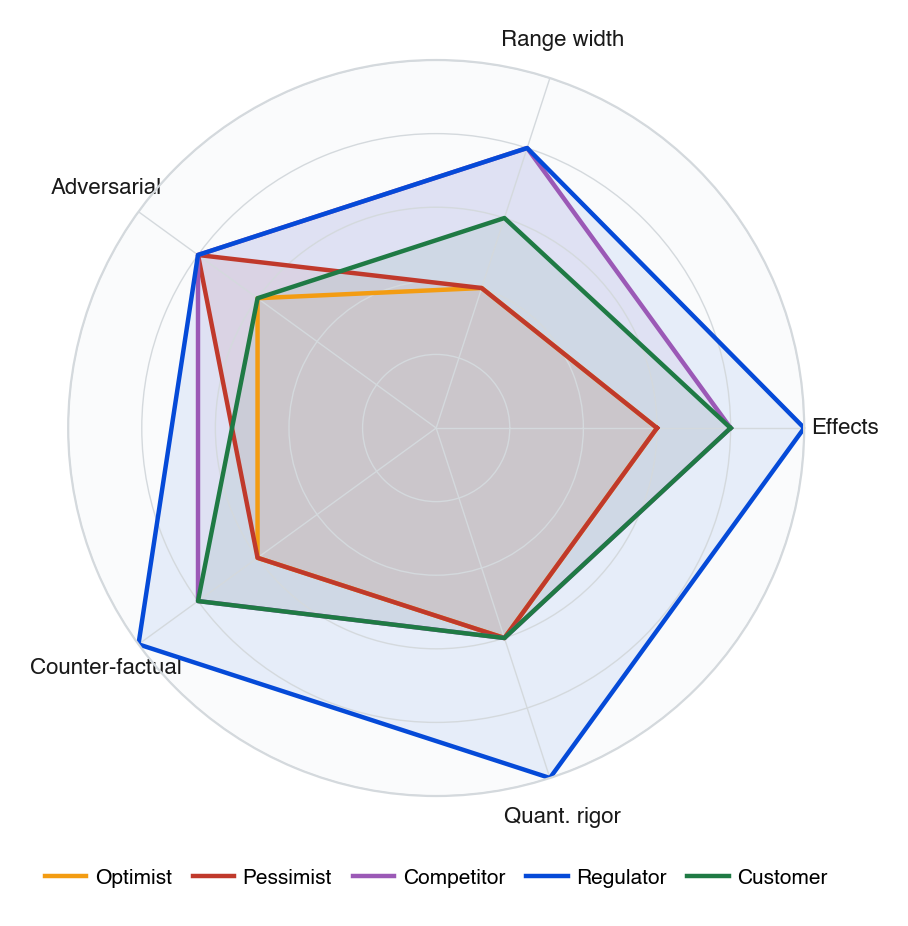 Range width
Adversarial
Effects
Counter-factual
Quant. rigor
Optimist Pessimist Competitor Regulator Customer